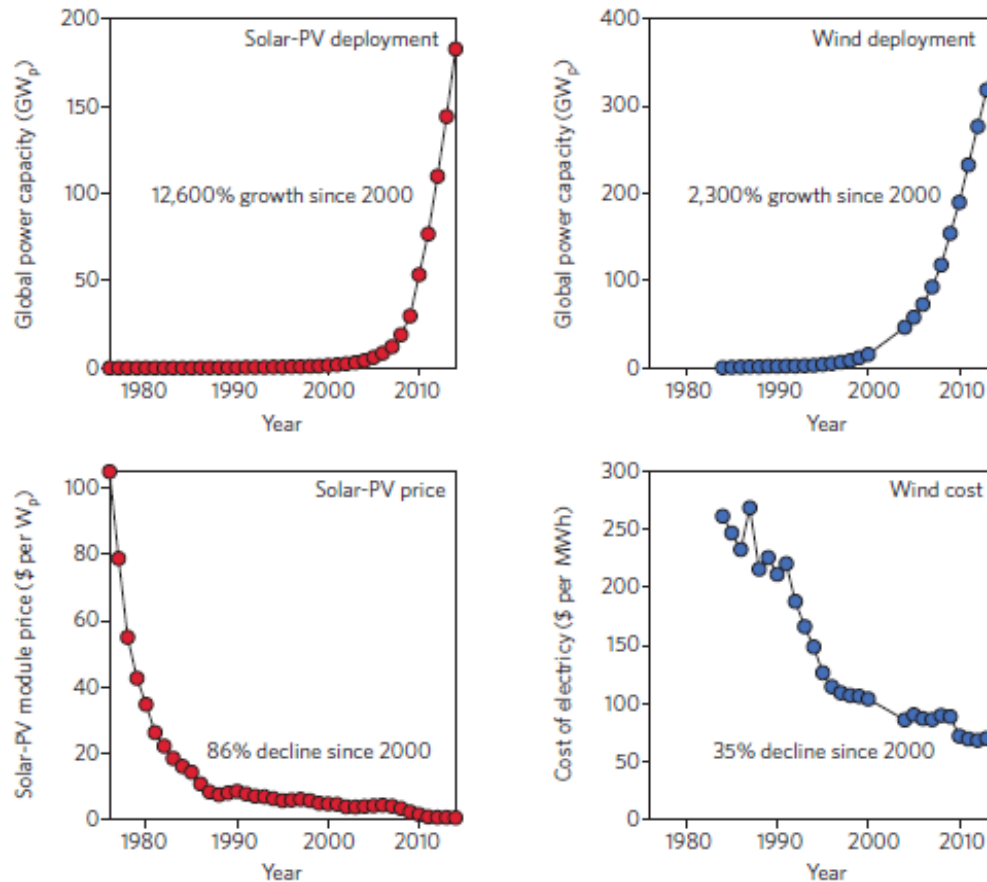 Solar-PV deployment
Global power capacity (GWp)
200
150
100
50
0
12,600% growth since 2000
1980 1990 2000 2010
Year
Wind deployment
Global power capacity (GWp)
400
300
200
100
0
2,300% growth since 2000
1980 1990 2000 2010
Year
Solar-PV price
Solar-PV module price ($ per Wp)
100
80
60
40
20
0
86% decline since 2000
1980 1990 2000 2010
Year
Wind cost
Cost of electricy ($ per MWh)
300
250
200
150
100
50
0
35% decline since 2000
1980 1990 2000 2010
Year